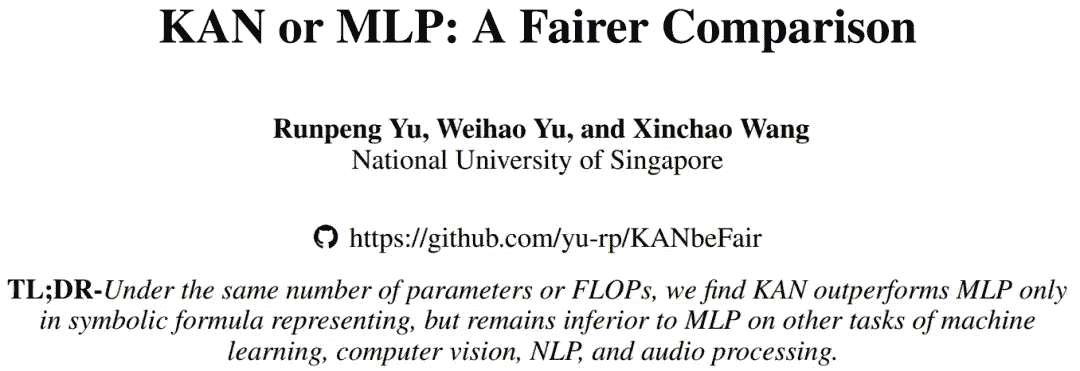 KAN or MLP: A Fairer Comparison
Runpeng Yu, Weihao Yu, and Xinchao Wang
National University of Singapore
https://github.com/yu-rp/KANbeFair
TL;DR-Under the same number of parameters or FLOPs, we find KAN outperforms MLP only
in symbolic formula representing, but remains inferior to MLP on other tasks of machine
learning, computer vision, NLP, and audio processing.